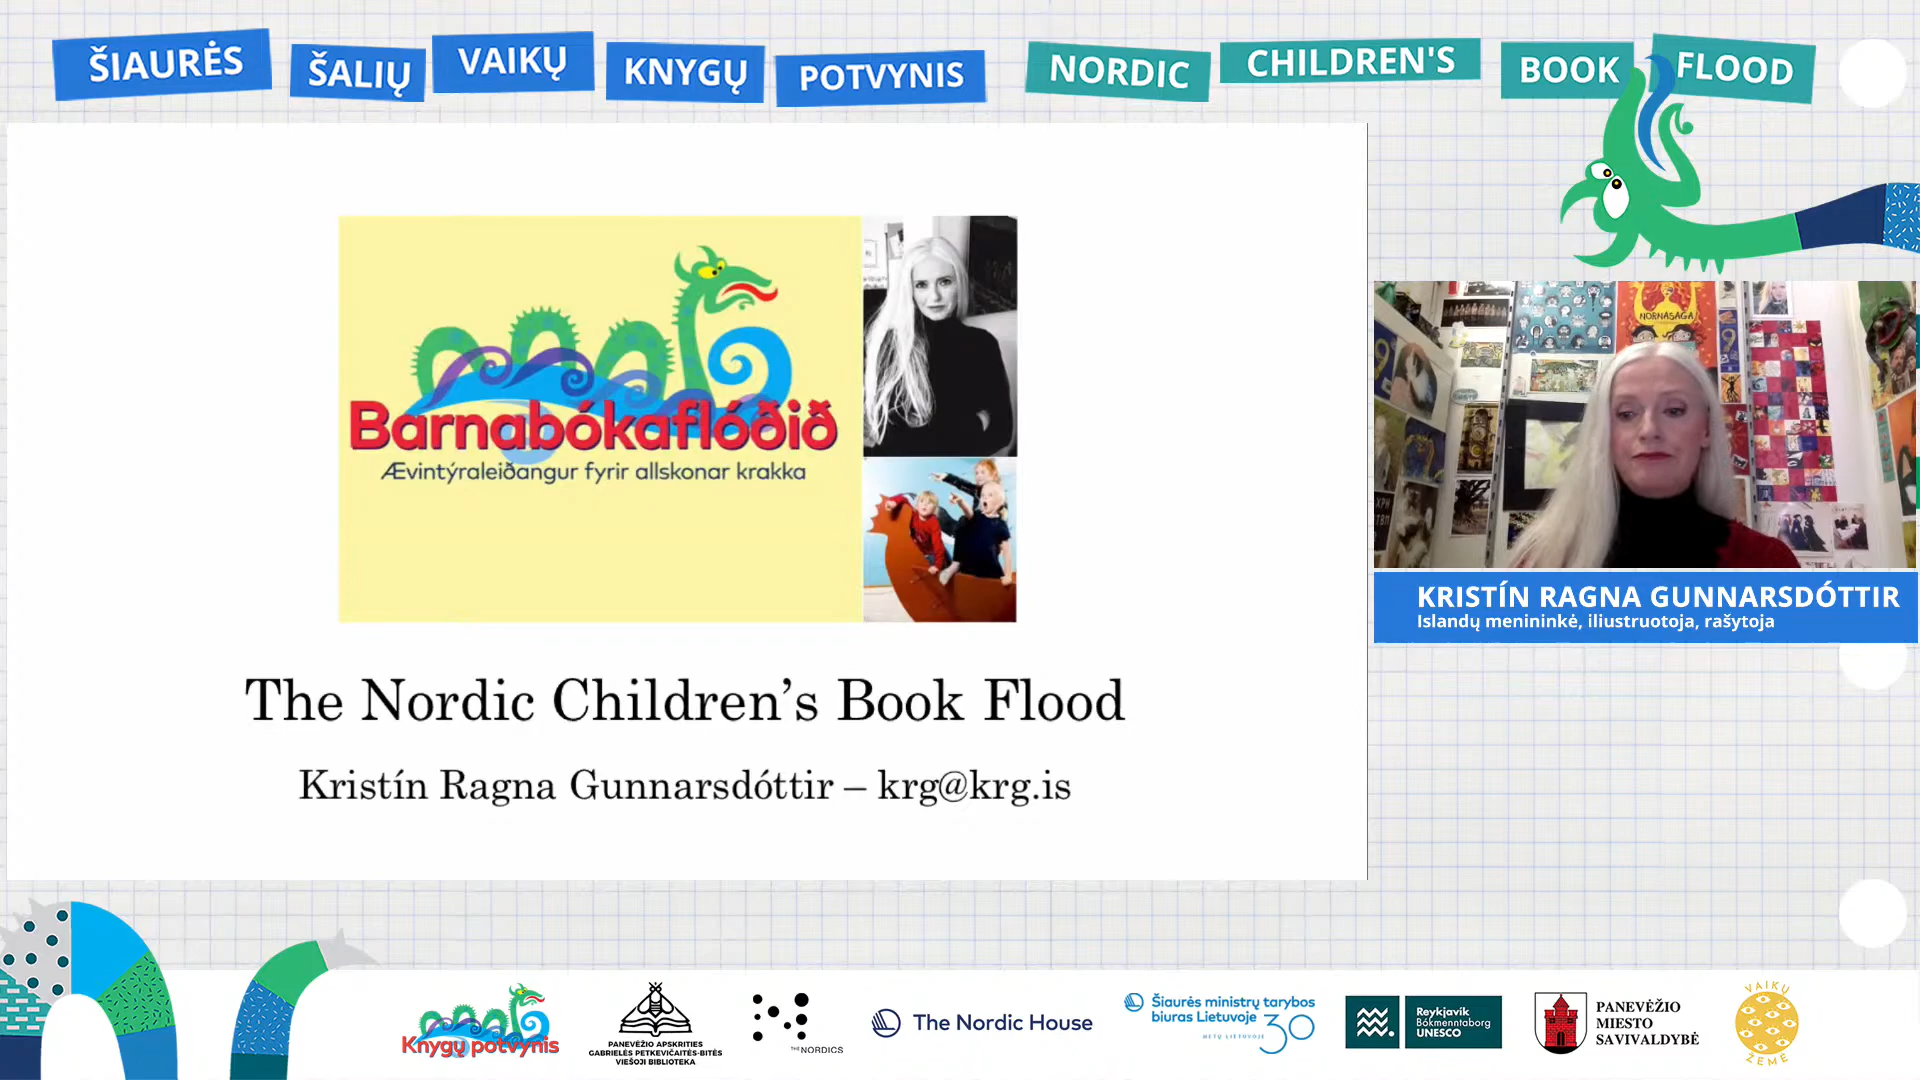 ŠIAURĖS ŠALIŲ VAIKŲ KNYGŲ POTVYNIS
NORDIC CHILDREN'S BOOK FLOOD
Barnabókaflóðið
Ævintýraleiðangur fyrir allskonar krakka
The Nordic Children’s Book Flood
Kristín Ragna Gunnarsdóttir – krg@krg.is
NORNASAGA
KRISTÍN RAGNA GUNNARSDÓTTIR
Islandų menininkė, iliustruotoja, rašytoja
Knygų potvynis
PANEVĖŽIO APSKRITIES
GABRIELĖS PETKEVIČAITĖS-BITĖS
VIEŠOJI BIBLIOTEKA
THE NORDICS
The Nordic House
Šiaurės ministrų tarybos
biuras Lietuvoje
METŲ LIETUVOJE
30
Reykjavík
Bókmenntaborg
UNESCO
PANEVĖŽIO
MIESTO
SAVIVALDYBĖ
VAIKŲ
ŽEMĖ